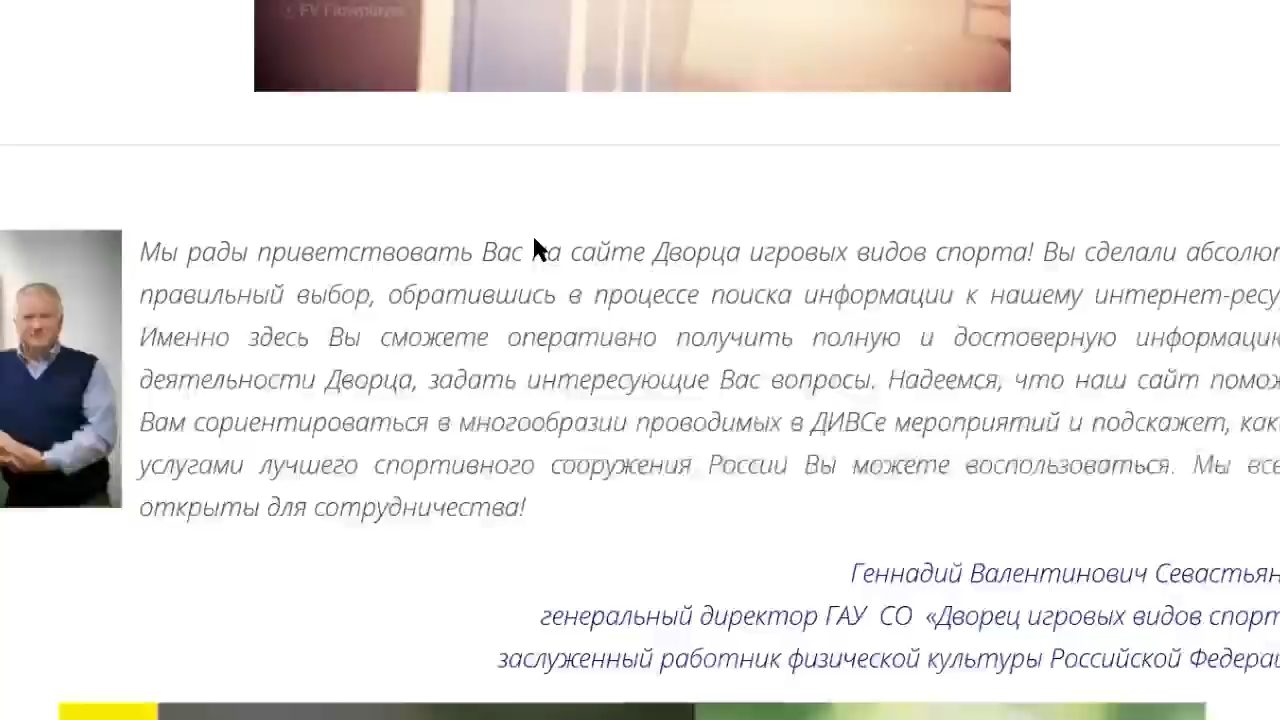 FV Flowplayer
Мы рады приветствовать Вас на сайте Дворца игровых видов спорта! Вы сделали абсолют
правильный выбор, обратившись в процессе поиска информации к нашему интернет-ресу
Именно здесь Вы сможете оперативно получить полную и достоверную информацию
деятельности Дворца, задать интересующие Вас вопросы. Надеемся, что наш сайт помож
Вам сориентироваться в многообразии проводимых в ДИВСе мероприятий и подскажет, как
услугами лучшего спортивного сооружения России Вы можете воспользоваться. Мы все
открыты для сотрудничества!
Геннадий Валентинович Севастьян
генеральный директор ГАУ СО «Дворец игровых видов спорт
заслуженный работник физической культуры Российской Федерац